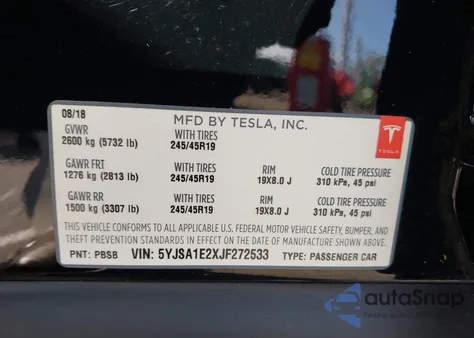 08/18
MFD BY TESLA, INC.
TESLA
GVWR
2600 kg (5732 lb)
WITH TIRES
245/45R19
GAWR FRT
1276 kg (2813 lb)
WITH TIRES
245/45R19
RIM
19X8.0 J
COLD TIRE PRESSURE
310 kPa, 45 psi
GAWR RR
1500 kg (3307 lb)
WITH TIRES
245/45R19
RIM
19X8.0 J
COLD TIRE PRESSURE
310 kPa, 45 psi
THIS VEHICLE CONFORMS TO ALL APPLICABLE U.S. FEDERAL MOTOR VEHICLE SAFETY, BUMPER, AND
THEFT PREVENTION STANDARDS IN EFFECT ON THE DATE OF MANUFACTURE SHOWN ABOVE.
PNT: PBSB VIN: 5YJSA1E2XJF272533 TYPE: PASSENGER CAR
autoSnap